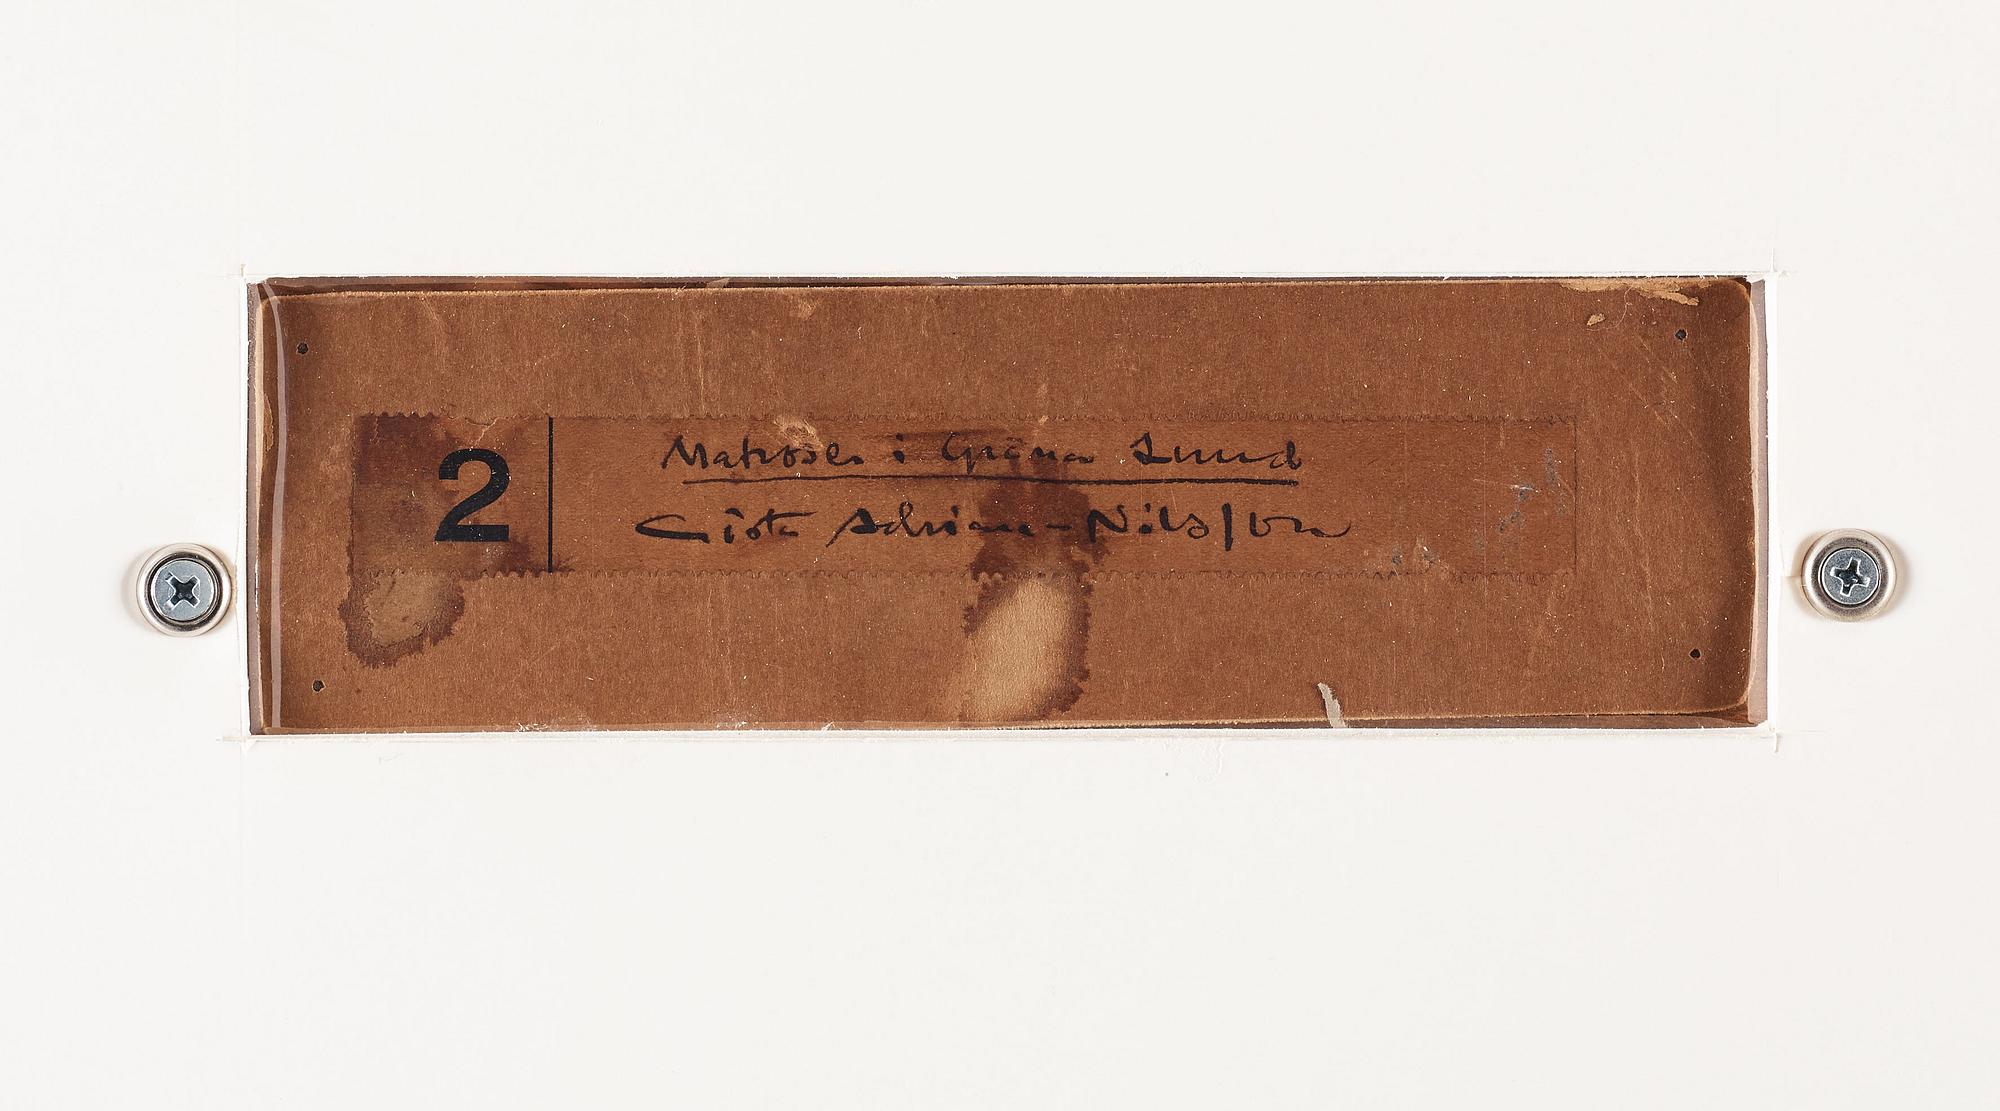 2
Matroser i Gröna Lund
Gösta Adrian-Nilsson